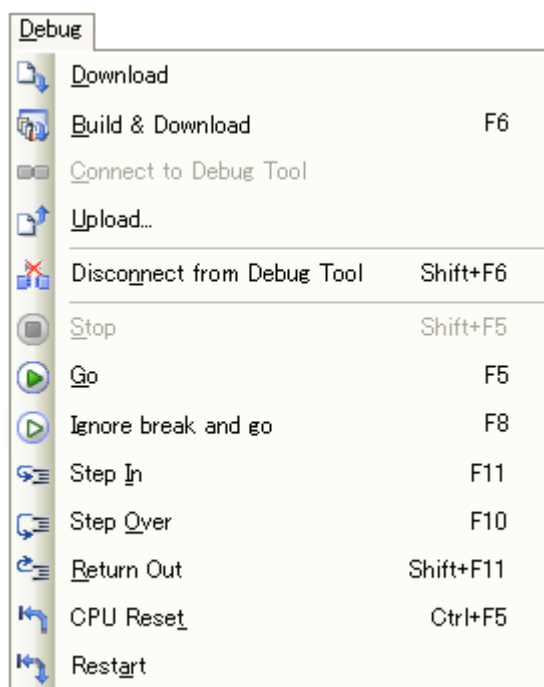 Debug
Download
Build & Download F6
Connect to Debug Tool
Upload...
Disconnect from Debug Tool Shift+F6
Stop Shift+F5
Go F5
Ignore break and go F8
Step In F11
Step Over F10
Return Out Shift+F11
CPU Reset Ctrl+F5
Restart